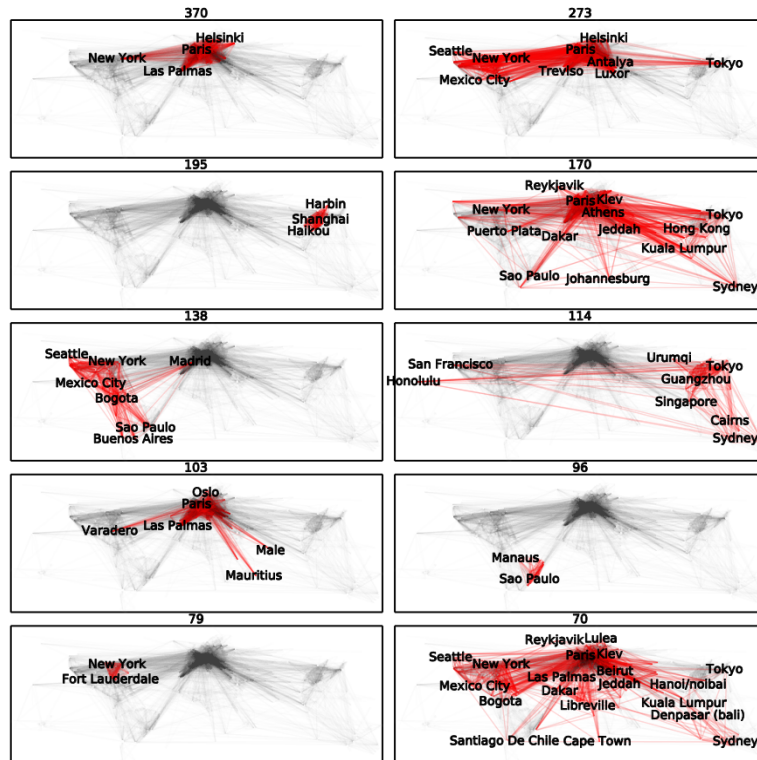 370
Helsinki
New York
Paris
Las Palmas
273
Helsinki
Seattle
New York
Paris
Antalya
Tokyo
Mexico City
Treviso
Luxor
195
Harbin
Shanghai
Haikou
170
Reykjavik
Paris
Kiev
New York
Athens
Tokyo
Puerto Plata
Dakar
Jeddah
Hong Kong
Kuala Lumpur
Sao Paulo
Johannesburg
Sydney
138
Seattle
New York
Madrid
Mexico City
Bogota
Sao Paulo
Buenos Aires
114
San Francisco
Urumqi
Tokyo
Honolulu
Guangzhou
Singapore
Cairns
Sydney
103
Oslo
Paris
Varadero
Las Palmas
Male
Mauritius
96
Manaus
Sao Paulo
79
New York
Fort Lauderdale
70
Reykjavik
Lulea
Seattle
New York
Paris
Kiev
Beirut
Tokyo
Mexico City
Las Palmas
Jeddah
Hanoi/noibai
Bogota
Dakar
Libreville
Kuala Lumpur
Denpasar (bali)
Santiago De Chile
Cape Town
Sydney